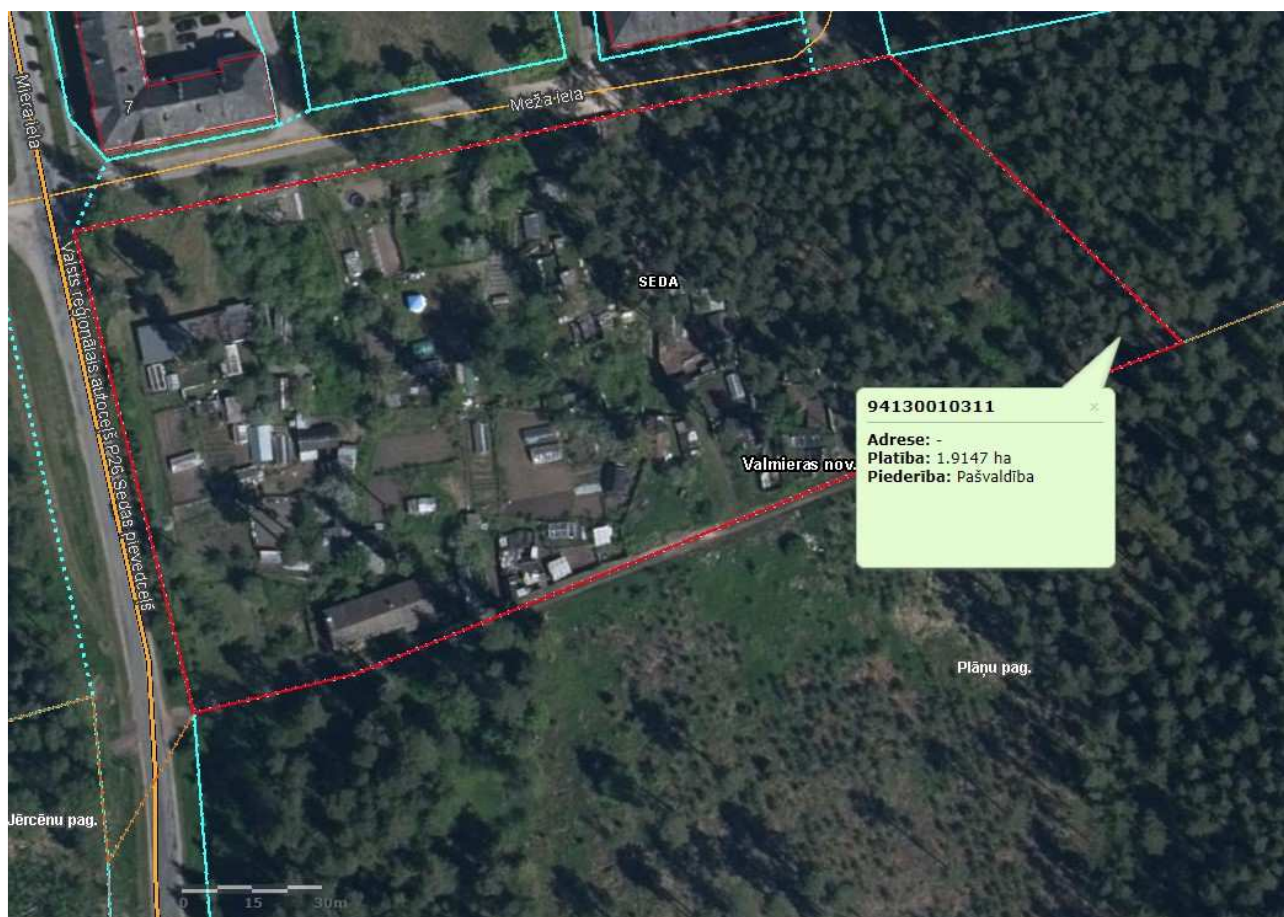 7
Miera iela
Meža iela
SEDA
Valsts reģionālais autoceļš P26 Sedas pievedceļš
94130010311 ×
Adrese: -
Platība: 1.9147 ha
Piederība: Pašvaldība
Valmieras nov.
Plāņu pag.
Jērcēnu pag.
0 15 30m